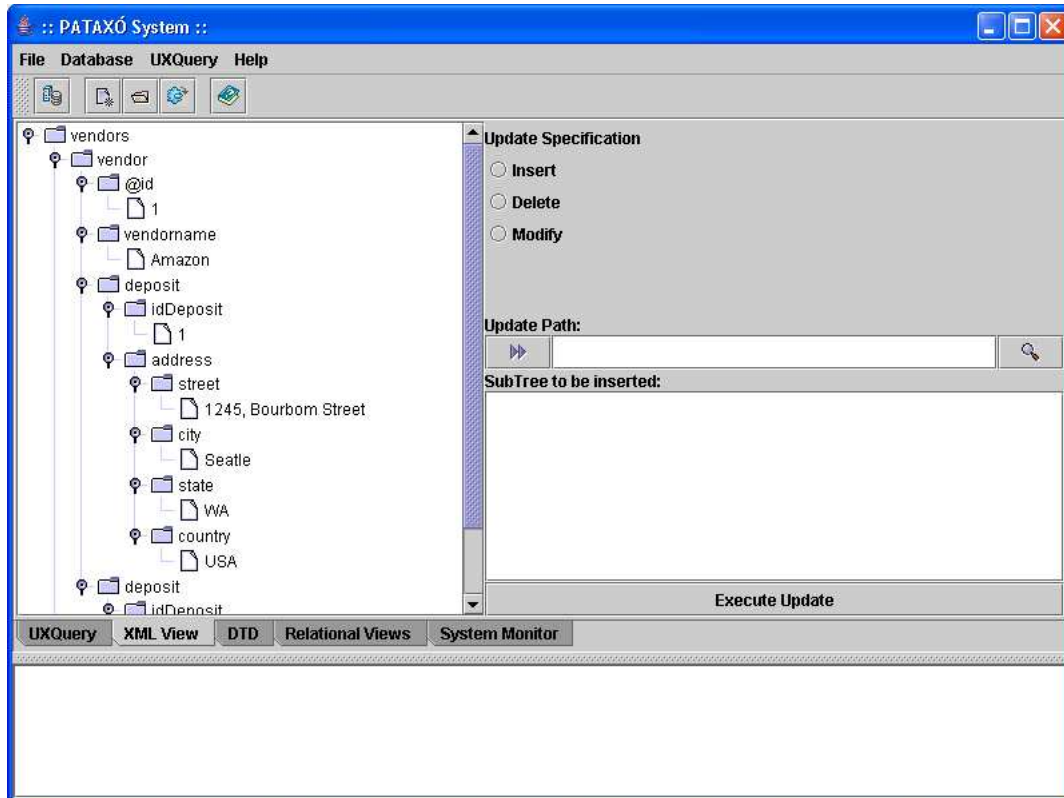 :: PATAXÓ System ::
File Database UXQuery Help
vendors
vendor
@id
1
vendorname
Amazon
deposit
idDeposit
1
address
street
1245, Bourbom Street
city
Seatle
state
WA
country
USA
deposit
idDeposit
Update Specification
Insert
Delete
Modify
Update Path:
SubTree to be inserted:
Execute Update
UXQuery XML View DTD Relational Views System Monitor